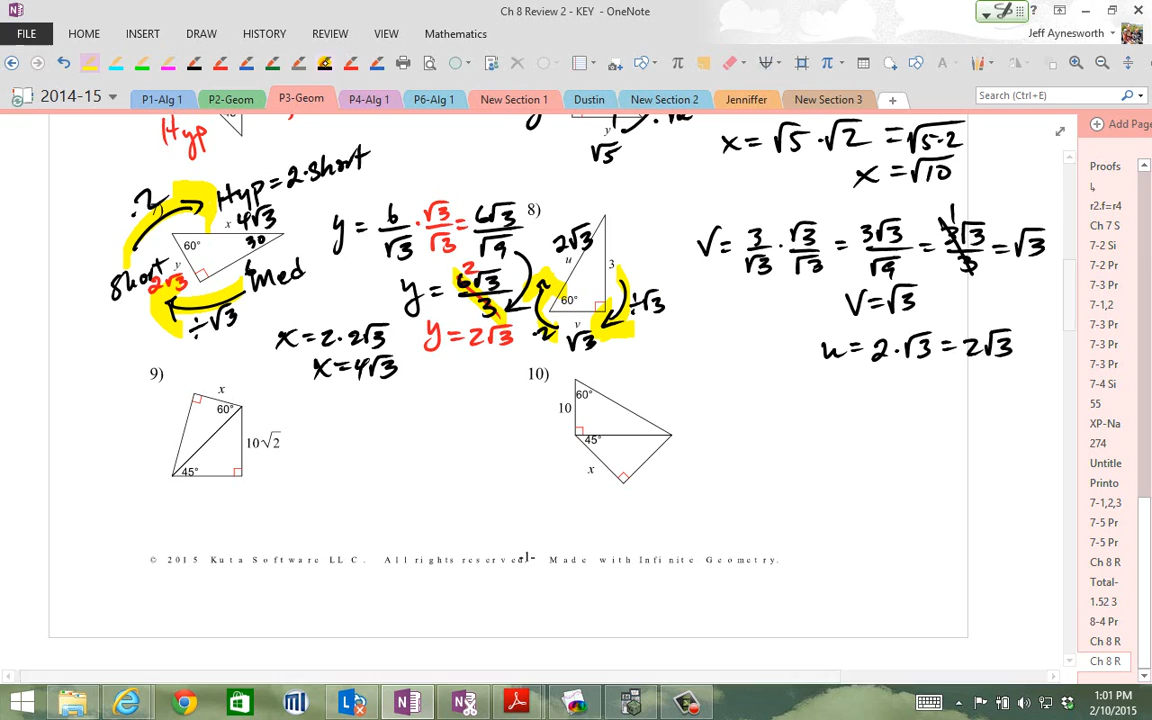 Ch 8 Review 2 - KEY - OneNote
FILE HOME INSERT DRAW HISTORY REVIEW VIEW Mathematics
Jeff Aynesworth
2014-15 P1-Alg 1 P2-Geom P3-Geom P4-Alg 1 P6-Alg 1 New Section 1 Dustin New Section 2 Jenniffer New Section 3
Search (Ctrl+E)
Add Page
Hyp
y
√5
x = √5 · √2 = √5·2
x = √10
·2
Hyp = 2·short
x 4√3
60° 30
short y
2√3
Med
÷√3
y = 6/√3 · √3/√3 = 6√3/√9
y = 6√3/3
2
y = 2√3
x = 2·2√3
x = 4√3
8)
2√3
u
3
60°
÷√3
·2
y
√3
V = 3/√3 · √3/√3 = 3√3/√9 = 3√3/3 = √3
1
V = √3
u = 2·√3 = 2√3
9)
x
60°
10√2
45°
10)
60°
10
45°
x
© 2015 Kuta Software LLC. All rights reserved. -1- Made with Infinite Geometry.
Proofs
r2.f=r4
Ch 7 S
7-2 Si
7-2 P
7-1,2
7-3 Pr
7-3 Pr
7-3 Pr
7-4 Si
55
XP-Na
274
Untitle
Printo
7-1,2,3
7-5 Pr
7-5 Pr
Ch 8 R
Total-
1.52 3
8-4 Pr
Ch 8 R
Ch 8 R
1:01 PM
2/10/2015